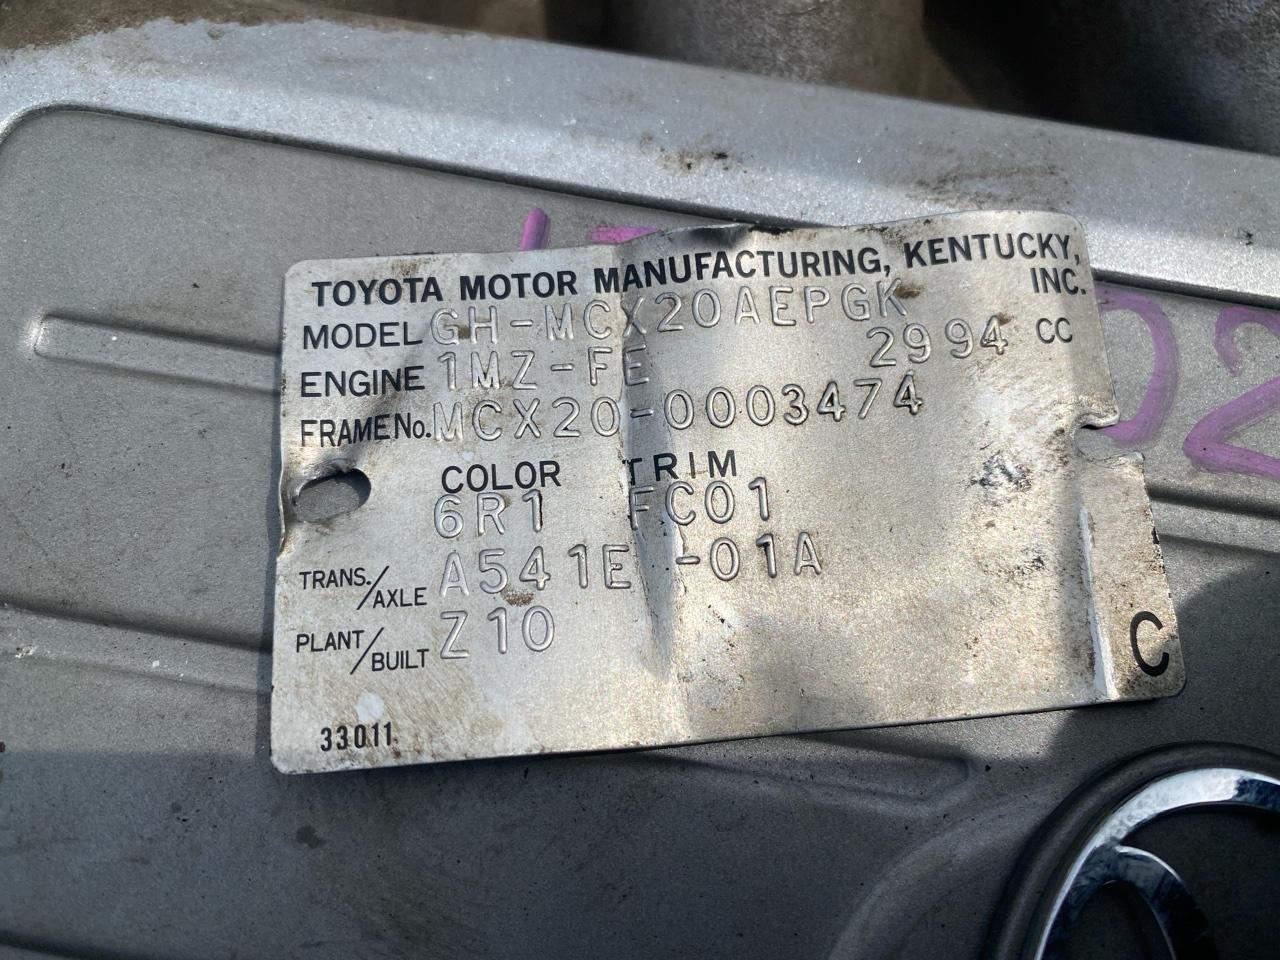 TOYOTA MOTOR MANUFACTURING, KENTUCKY, INC.
MODEL GH-MCX20AEPGK
ENGINE 1MZ-FE 2994 CC
FRAME No. MCX20-0003474
COLOR TRIM
6R1 FC01
TRANS./AXLE A541E -01A
PLANT/BUILT Z10
C
33011
02